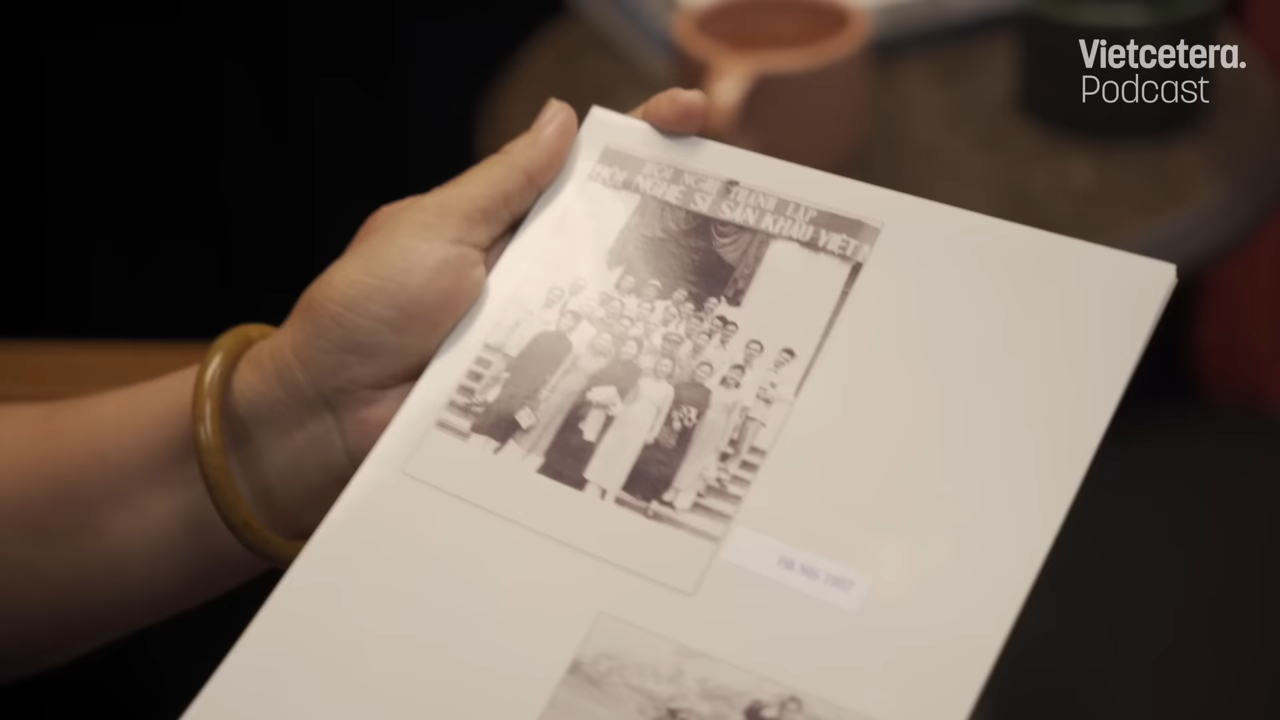 Vietcetera.
Podcast
HỘI NGHỊ THÀNH LẬP
HỘI NGHỆ SĨ SÂN KHẤU VIỆT
HÀ NỘI 1957